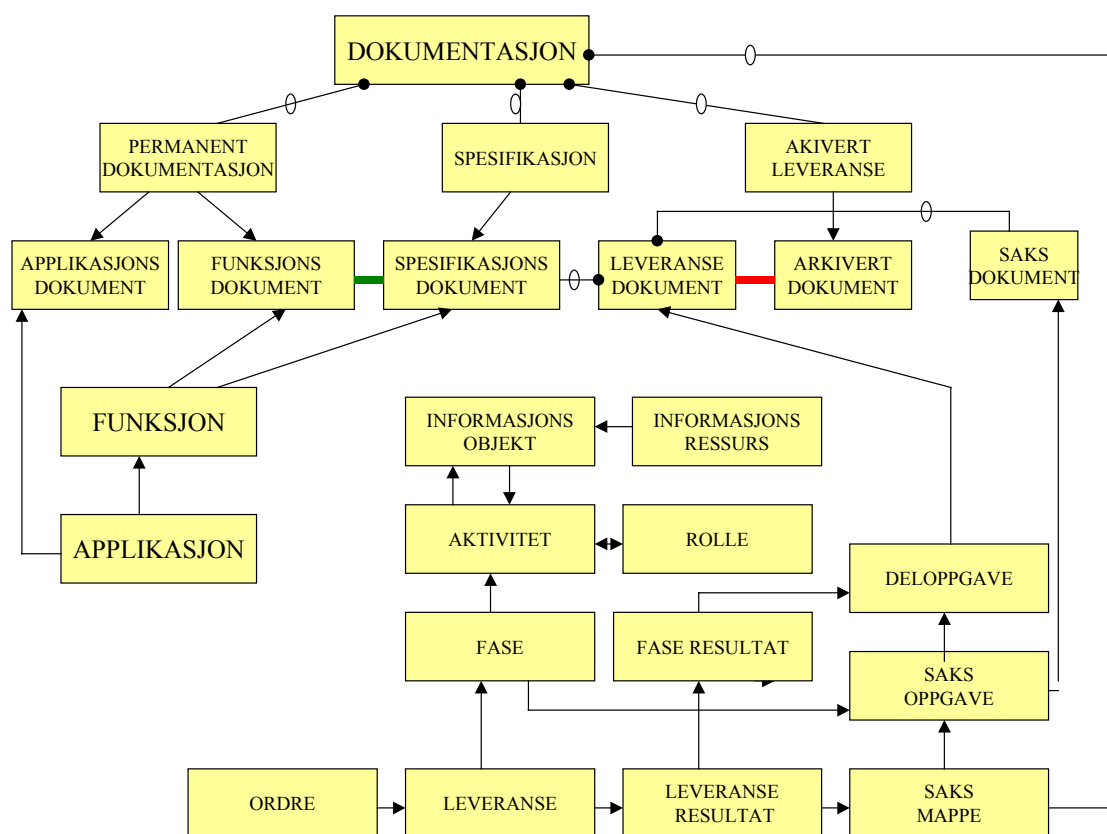 DOKUMENTASJON
PERMANENT
DOKUMENTASJON
SPESIFIKASJON
AKIVERT
LEVERANSE
APPLIKASJONS
DOKUMENT
FUNKSJONS
DOKUMENT
SPESIFIKASJONS
DOKUMENT
LEVERANSE
DOKUMENT
ARKIVERT
DOKUMENT
SAKS
DOKUMENT
FUNKSJON
INFORMASJONS
OBJEKT
INFORMASJONS
RESSURS
APPLIKASJON
AKTIVITET
ROLLE
DELOPPGAVE
FASE
FASE RESULTAT
SAKS
OPPGAVE
ORDRE
LEVERANSE
LEVERANSE
RESULTAT
SAKS
MAPPE